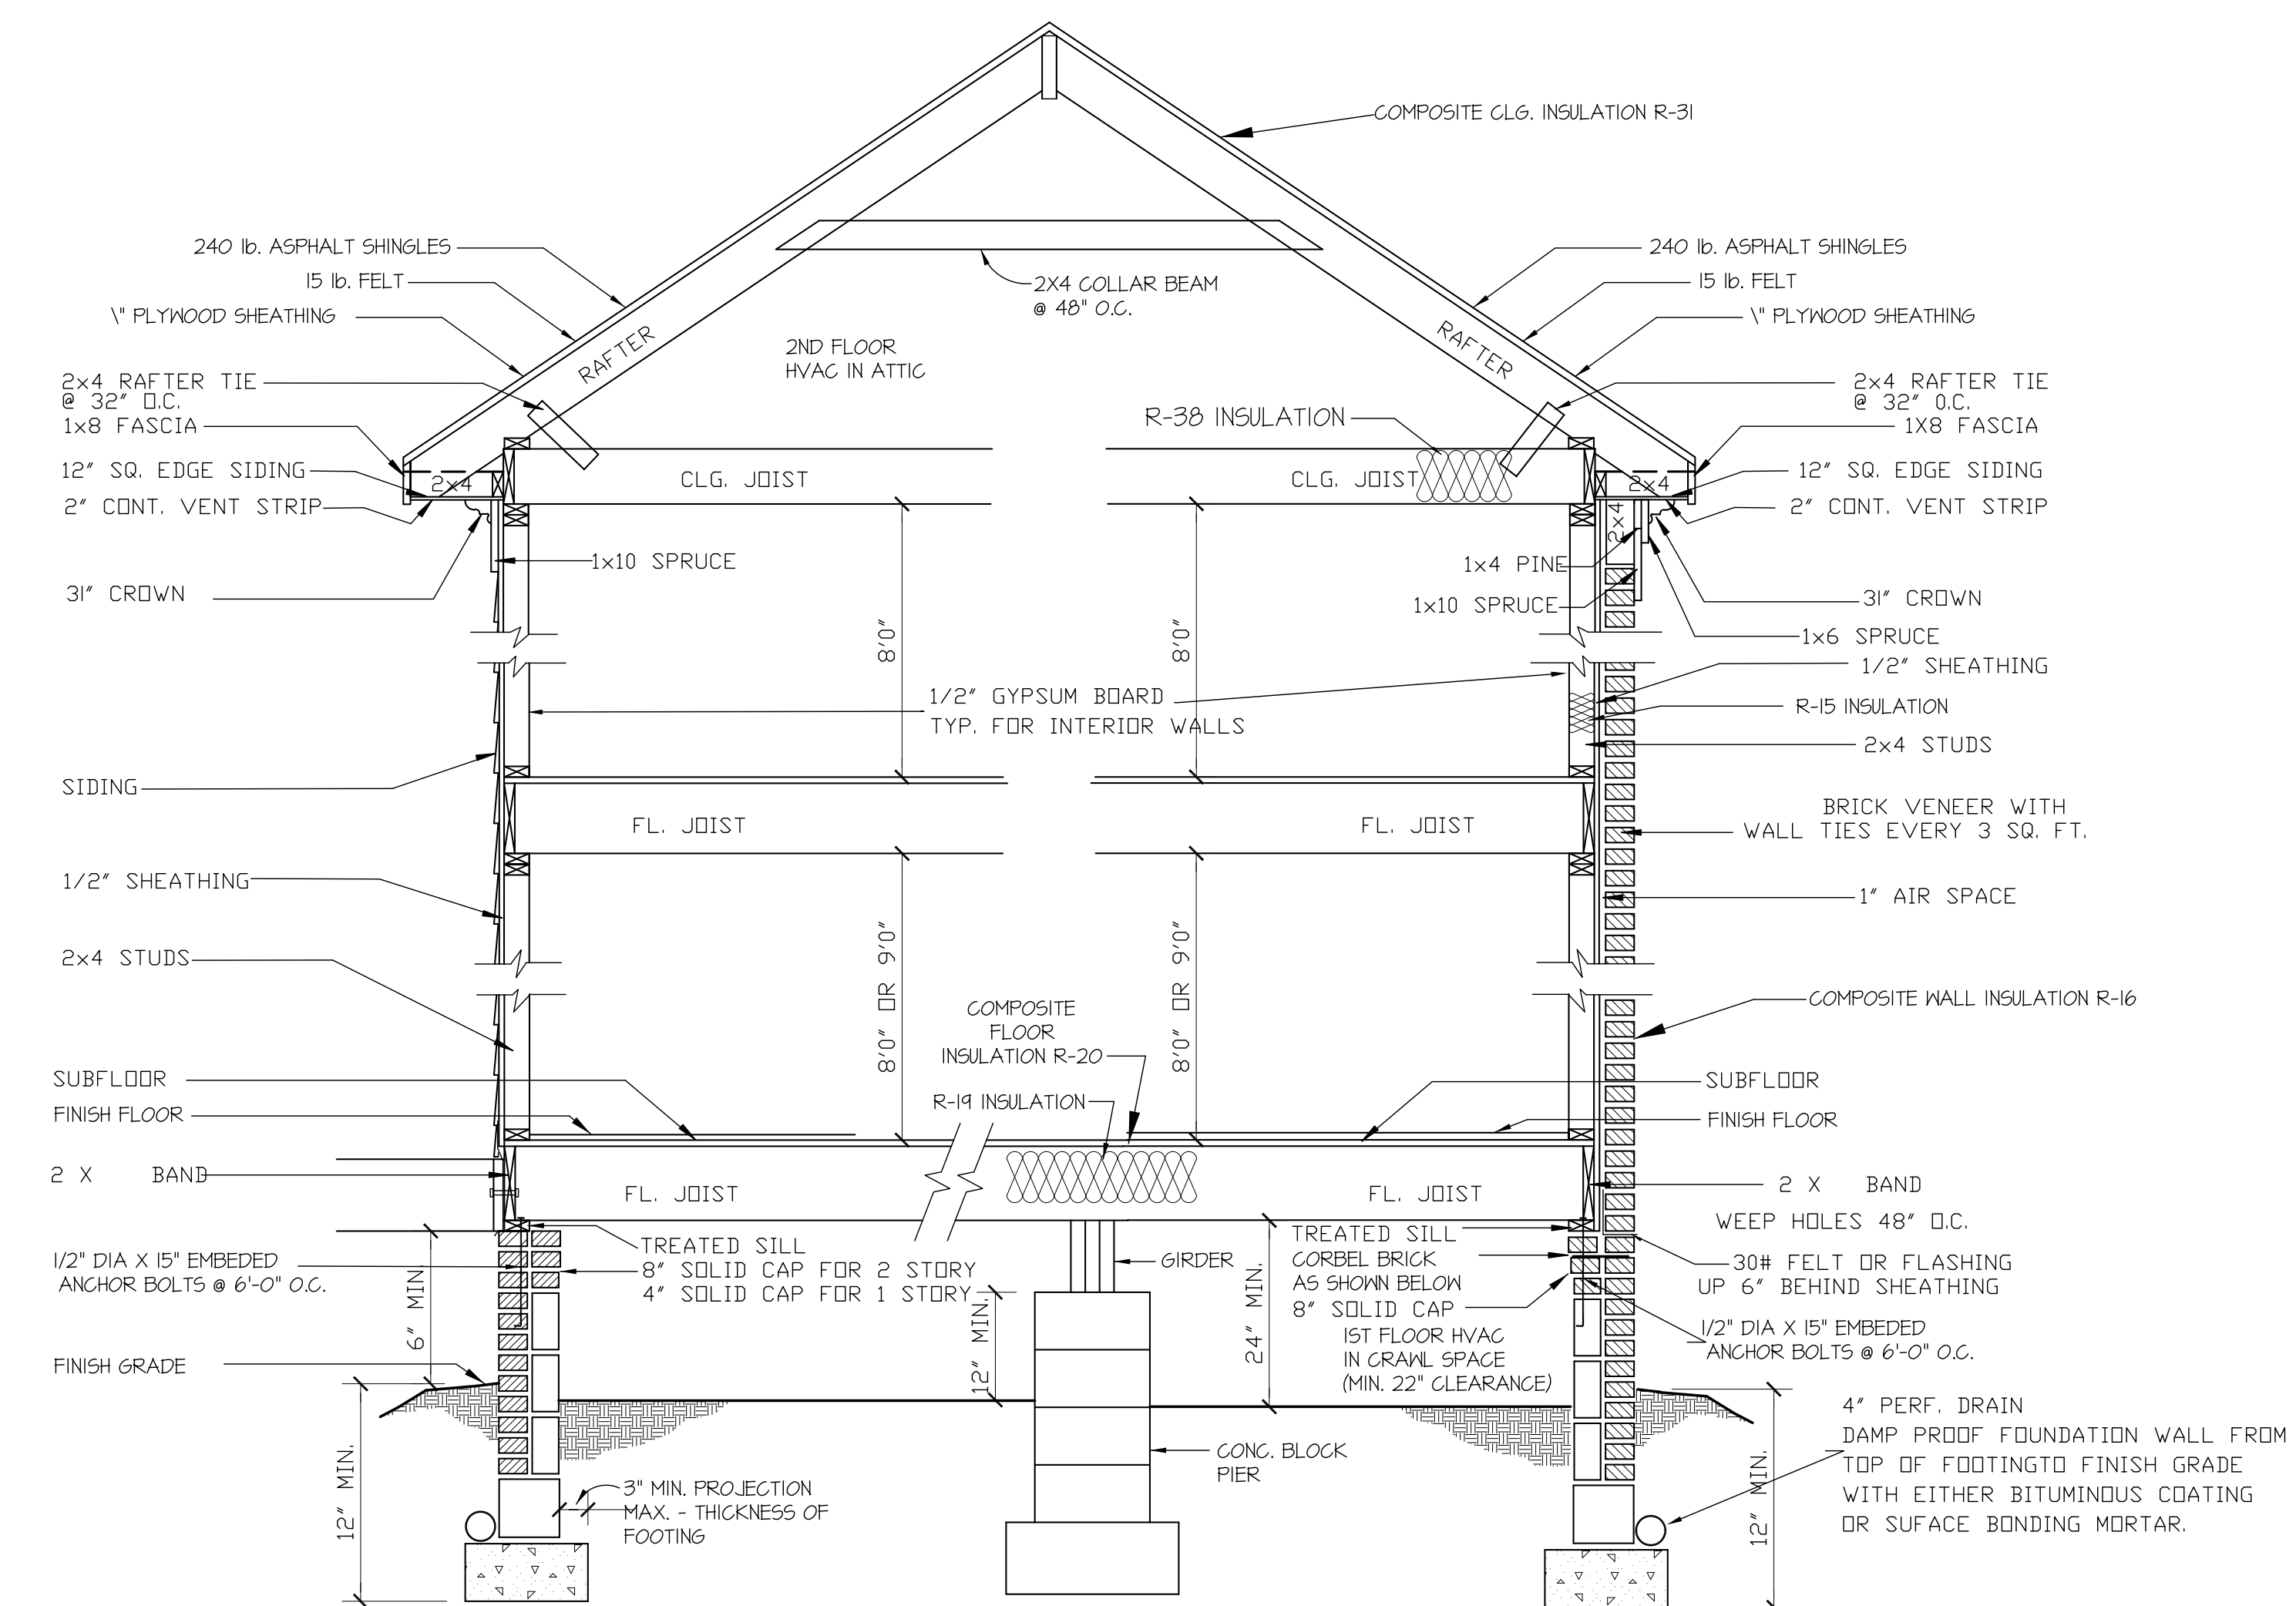 COMPOSITE CLG. INSULATION R-31
240 lb. ASPHALT SHINGLES
15 lb. FELT
\" PLYWOOD SHEATHING
2x4 RAFTER TIE
@ 32" O.C.
1x8 FASCIA
12" SQ. EDGE SIDING
2" CONT. VENT STRIP
31" CROWN
RAFTER
2X4 COLLAR BEAM
@ 48" O.C.
2ND FLOOR
HVAC IN ATTIC
RAFTER
240 lb. ASPHALT SHINGLES
15 lb. FELT
\" PLYWOOD SHEATHING
2x4 RAFTER TIE
@ 32" O.C.
1X8 FASCIA
12" SQ. EDGE SIDING
2" CONT. VENT STRIP
R-38 INSULATION
2x4
CLG. JOIST
CLG. JOIST
2x4
2x4
1x10 SPRUCE
1x4 PINE
1x10 SPRUCE
31" CROWN
1x6 SPRUCE
8'0"
8'0"
1/2" SHEATHING
R-15 INSULATION
2x4 STUDS
1/2" GYPSUM BOARD
TYP. FOR INTERIOR WALLS
SIDING
FL. JOIST
FL. JOIST
BRICK VENEER WITH
WALL TIES EVERY 3 SQ. FT.
1/2" SHEATHING
1" AIR SPACE
2x4 STUDS
8'0" OR 9'0"
8'0" OR 9'0"
COMPOSITE
FLOOR
INSULATION R-20
COMPOSITE WALL INSULATION R-16
R-19 INSULATION
SUBFLOOR
FINISH FLOOR
SUBFLOOR
FINISH FLOOR
2 X BAND
FL. JOIST
FL. JOIST
2 X BAND
WEEP HOLES 48" O.C.
30# FELT OR FLASHING
UP 6" BEHIND SHEATHING
1/2" DIA X 15" EMBEDED
ANCHOR BOLTS @ 6'-0" O.C.
6" MIN.
TREATED SILL
8" SOLID CAP FOR 2 STORY
4" SOLID CAP FOR 1 STORY
12" MIN.
GIRDER
24" MIN.
TREATED SILL
CORBEL BRICK
AS SHOWN BELOW
8" SOLID CAP
1ST FLOOR HVAC
IN CRAWL SPACE
(MIN. 22" CLEARANCE)
1/2" DIA X 15" EMBEDED
ANCHOR BOLTS @ 6'-0" O.C.
FINISH GRADE
12" MIN.
3" MIN. PROJECTION
MAX. - THICKNESS OF
FOOTING
CONC. BLOCK
PIER
12" MIN.
4" PERF. DRAIN
DAMP PROOF FOUNDATION WALL FROM
TOP OF FOOTINGTO FINISH GRADE
WITH EITHER BITUMINOUS COATING
OR SUFACE BONDING MORTAR.